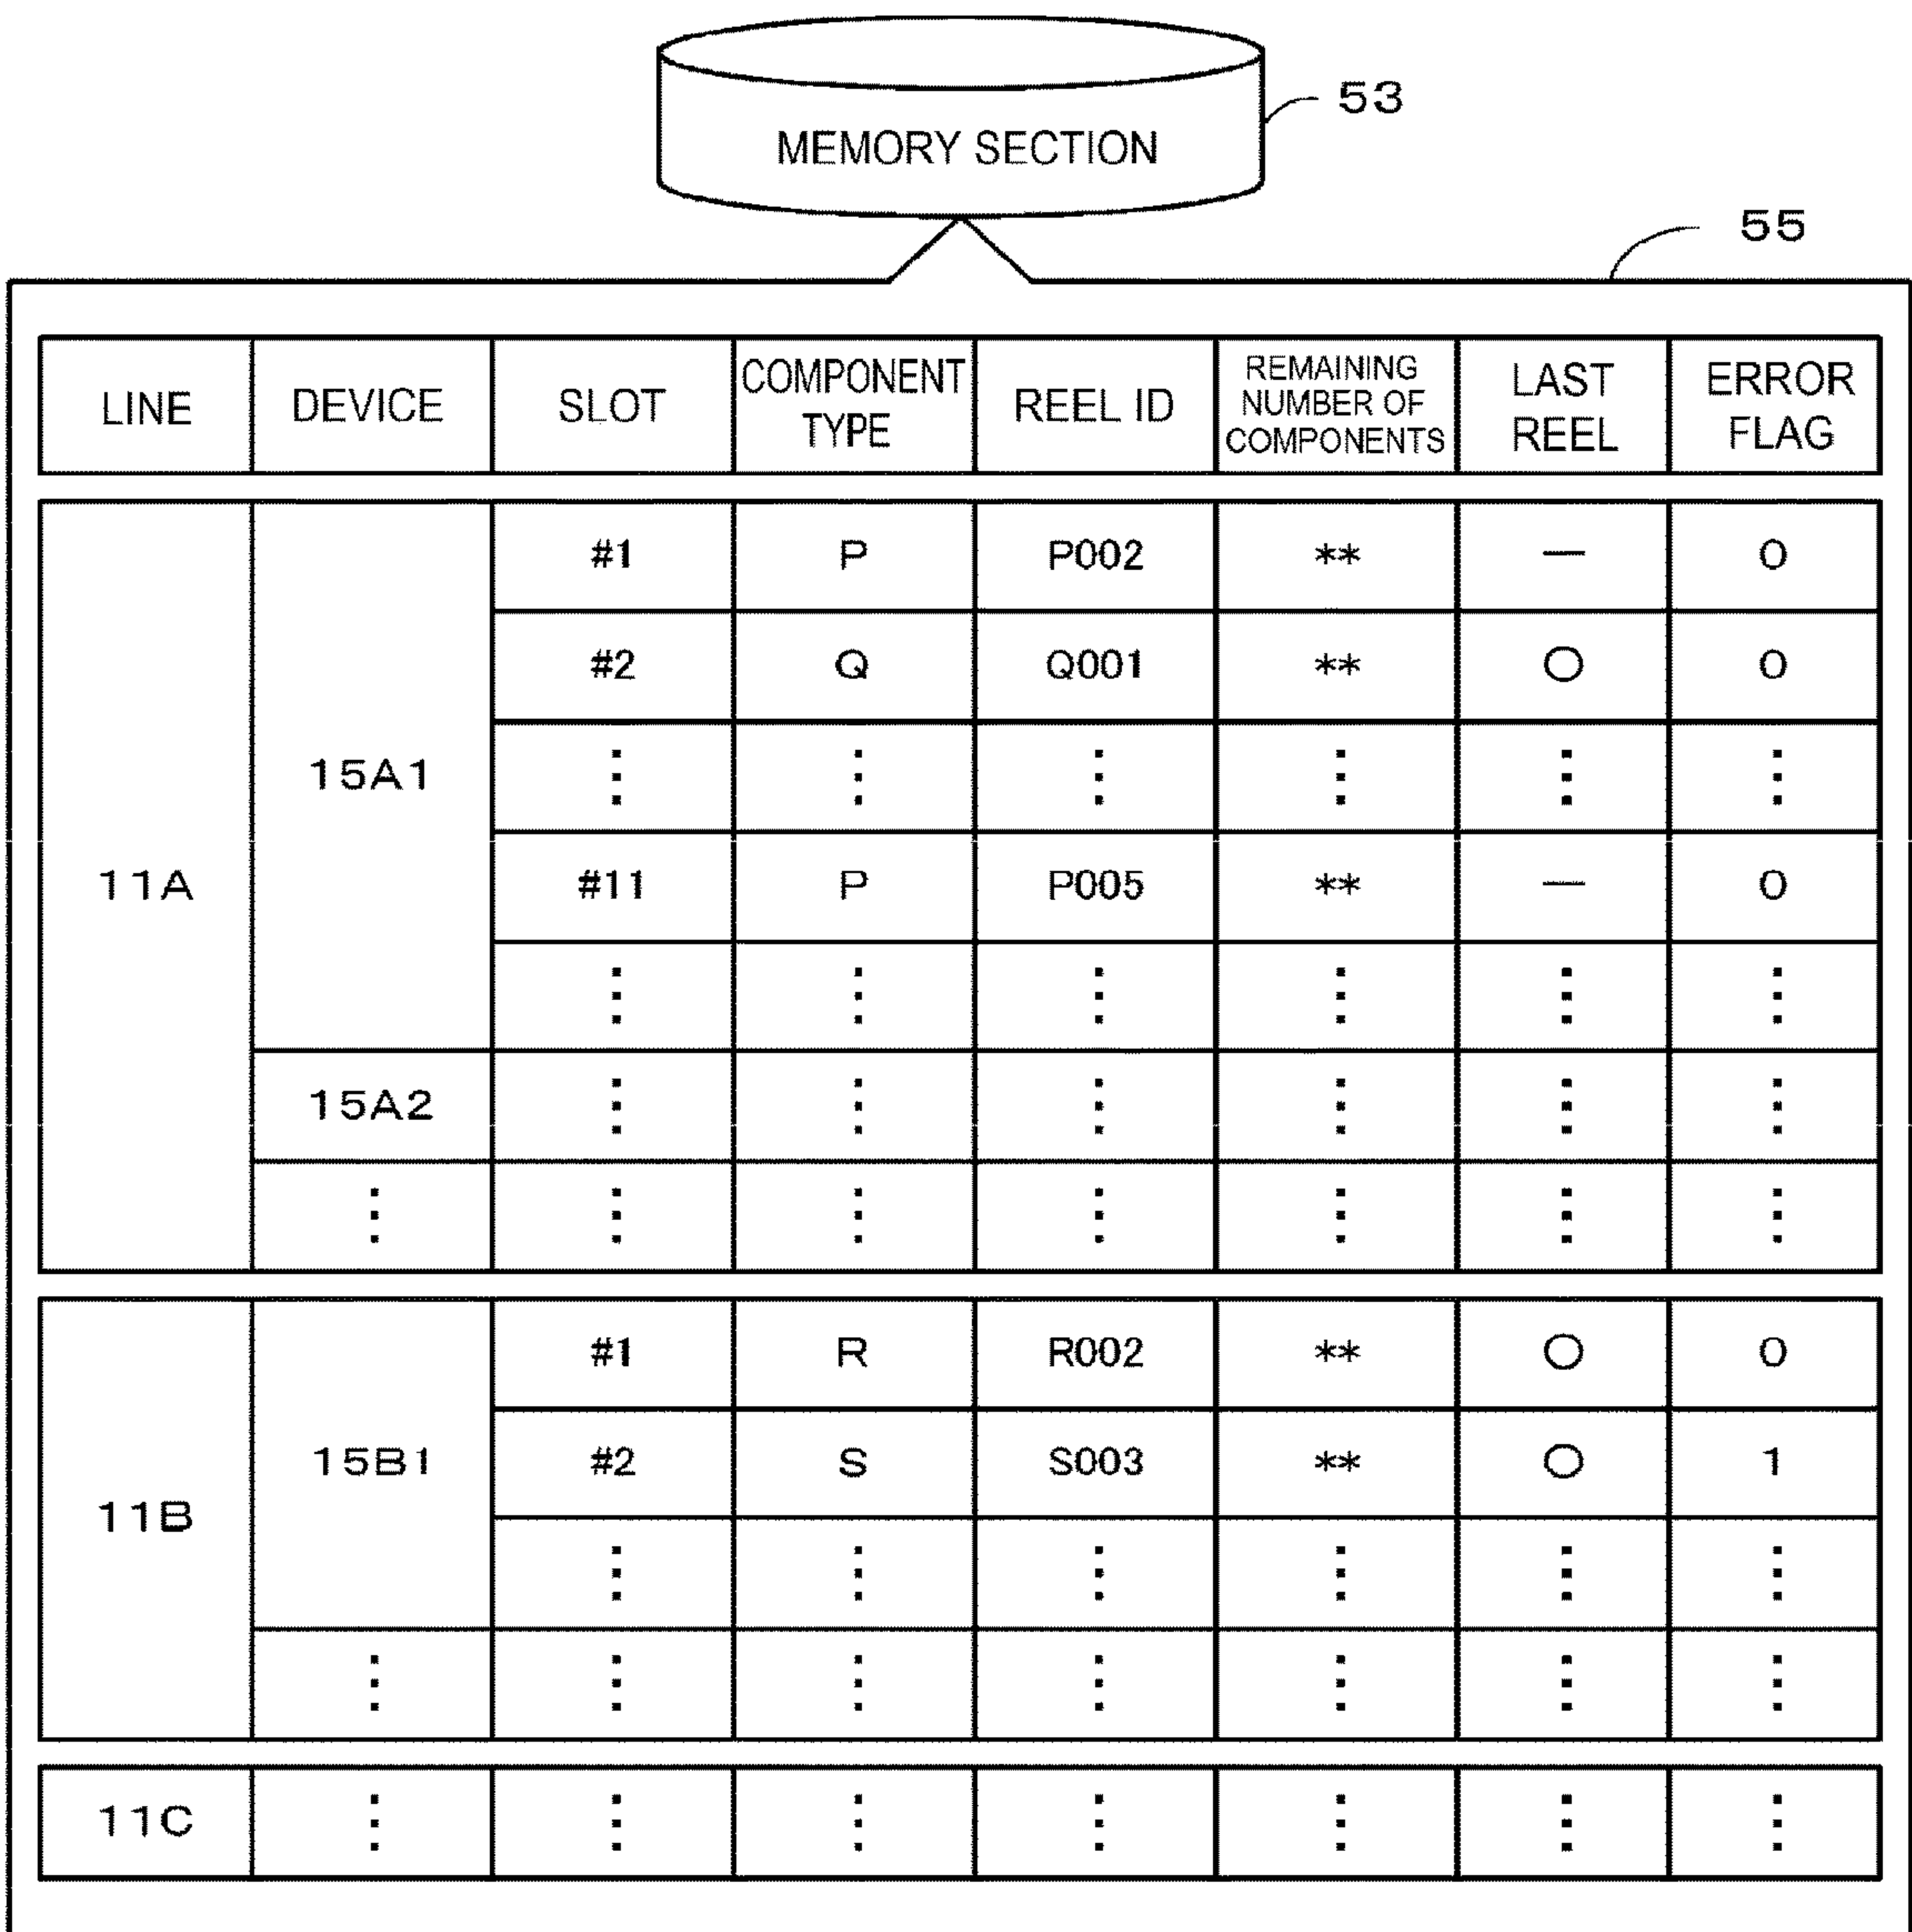 MEMORY SECTION
53
55
LINE DEVICE SLOT COMPONENT TYPE REEL ID REMAINING NUMBER OF COMPONENTS LAST REEL ERROR FLAG
11A 15A1 #1 P P002 ** — 0
#2 Q Q001 ** ○ 0
⋮ ⋮ ⋮ ⋮ ⋮ ⋮
#11 P P005 ** — 0
⋮ ⋮ ⋮ ⋮ ⋮ ⋮
15A2 ⋮ ⋮ ⋮ ⋮ ⋮ ⋮
⋮ ⋮ ⋮ ⋮ ⋮ ⋮ ⋮
11B 15B1 #1 R R002 ** ○ 0
#2 S S003 ** ○ 1
⋮ ⋮ ⋮ ⋮ ⋮ ⋮
⋮ ⋮ ⋮ ⋮ ⋮ ⋮ ⋮
11C ⋮ ⋮ ⋮ ⋮ ⋮ ⋮ ⋮